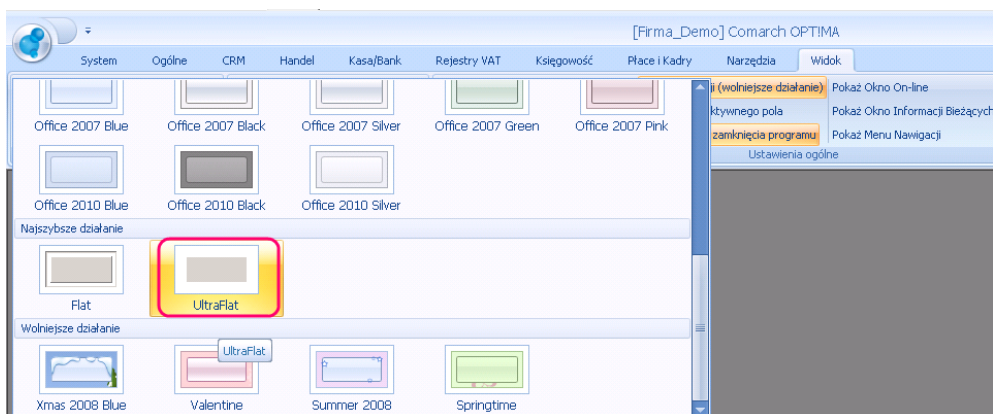 [Firma_Demo] Comarch OPTIMA
System Ogólne CRM Handel Kasa/Bank Rejestry VAT Księgowość Płace i Kadry Narzędzia Widok
(wolniejsze działanie) Pokaż Okno On-line
aktywnego pola Pokaż Okno Informacji Bieżących
zamknięcia programu Pokaż Menu Nawigacji
Ustawienia ogólne
Office 2007 Blue Office 2007 Black Office 2007 Silver Office 2007 Green Office 2007 Pink
Office 2010 Blue Office 2010 Black Office 2010 Silver
Najszybsze działanie
Flat UltraFlat
Wolniejsze działanie
UltraFlat
Xmas 2008 Blue Valentine Summer 2008 Springtime